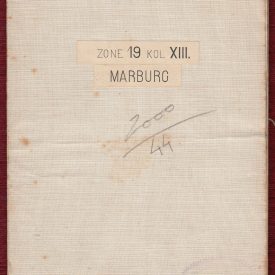 ZONE 19 KOL. XIII.
MARBURG
2000
44